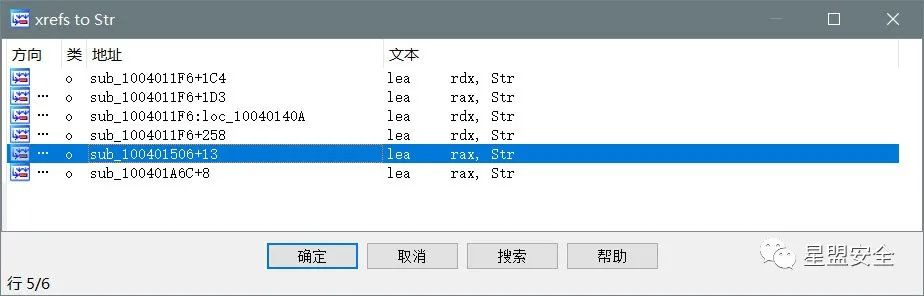 xrefs to Str
方向 类 地址 文本
o sub_1004011F6+1C4 lea rdx, Str
... o sub_1004011F6+1D3 lea rax, Str
... o sub_1004011F6:loc_10040140A lea rdx, Str
... o sub_1004011F6+258 lea rdx, Str
... o sub_100401506+13 lea rax, Str
... o sub_100401A6C+8 lea rax, Str
确定 取消 搜索 帮助
星盟安全
行 5/6